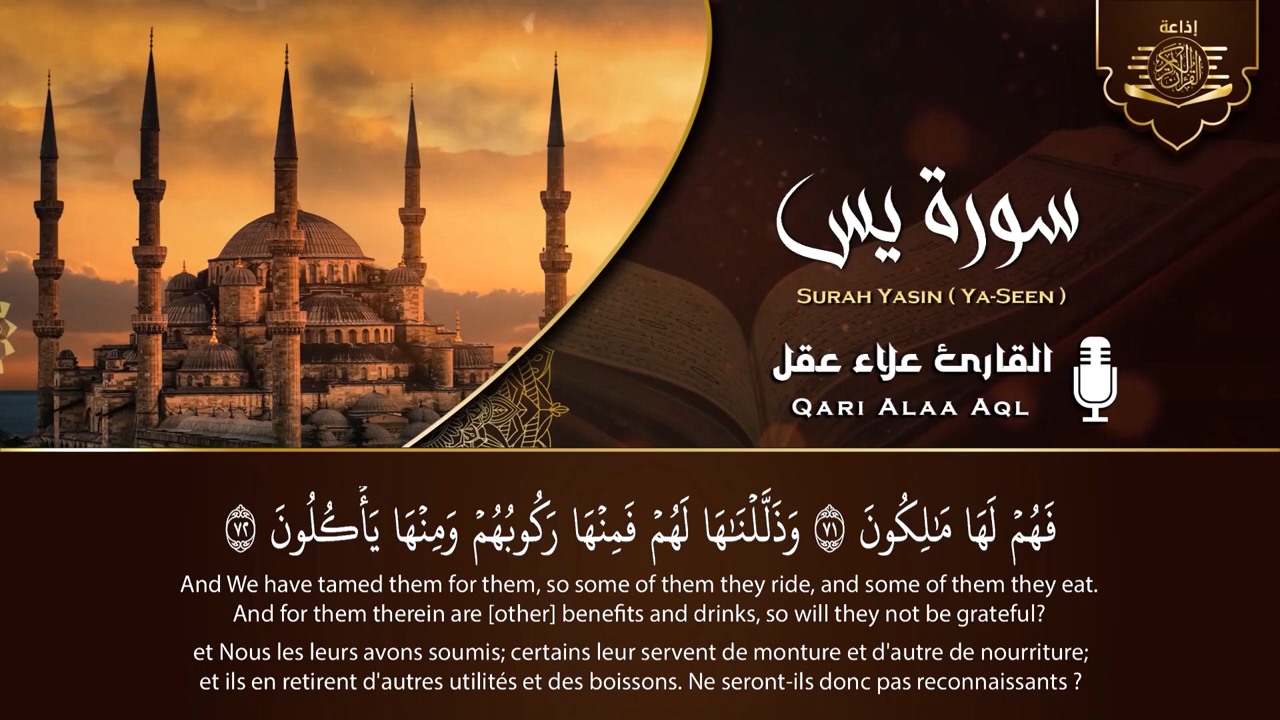 إذاعة
القرآن الكريم
سورة يس
SURAH YASIN ( YA-SEEN )
القارئ علاء عقل
QARI ALAA AQL
فَهُمْ لَهَا مَـٰلِكُونَ ﴿٧١﴾ وَذَلَّلْنَـٰهَا لَهُمْ فَمِنْهَا رَكُوبُهُمْ وَمِنْهَا يَأْكُلُونَ ﴿٧٢﴾
And We have tamed them for them, so some of them they ride, and some of them they eat.
And for them therein are [other] benefits and drinks, so will they not be grateful?
et Nous les leurs avons soumis; certains leur servent de monture et d'autre de nourriture;
et ils en retirent d'autres utilités et des boissons. Ne seront-ils donc pas reconnaissants ?